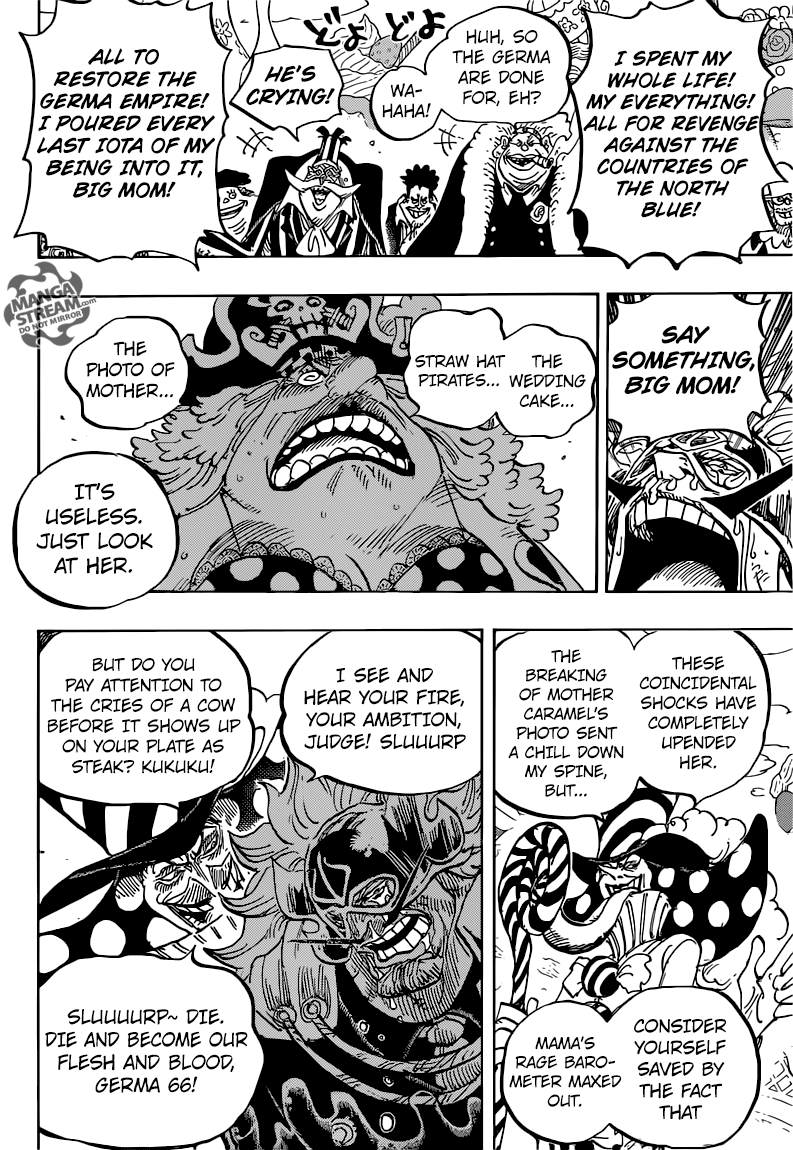 I SPENT MY
WHOLE LIFE!
MY EVERYTHING!
ALL FOR REVENGE
AGAINST THE
COUNTRIES OF
THE NORTH
BLUE!
どよ どよ
HUH, SO
THE GERMA
ARE DONE
FOR, EH?
WA-
HAHA!
HE'S
CRYING!
ALL TO
RESTORE THE
GERMA EMPIRE!
I POURED EVERY
LAST IOTA OF MY
BEING INTO IT,
BIG MOM!
SAY
SOMETHING,
BIG MOM!
THE
WEDDING
CAKE...
STRAW HAT
PIRATES...
THE
PHOTO OF
MOTHER...
IT'S
USELESS.
JUST LOOK
AT HER.
MANGA
STREAM.com
DO NOT MIRROR
THESE
COINCIDENTAL
SHOCKS HAVE
COMPLETELY
UPENDED
HER.
THE
BREAKING
OF MOTHER
CARAMEL'S
PHOTO SENT
A CHILL DOWN
MY SPINE,
BUT...
CONSIDER
YOURSELF
SAVED BY
THE FACT
THAT
MAMA'S
RAGE BARO-
METER MAXED
OUT.
I SEE AND
HEAR YOUR FIRE,
YOUR AMBITION,
JUDGE! SLUUURP
BUT DO YOU
PAY ATTENTION TO
THE CRIES OF A COW
BEFORE IT SHOWS UP
ON YOUR PLATE AS
STEAK? KUKUKU!
SLUUUURP~ DIE.
DIE AND BECOME OUR
FLESH AND BLOOD,
GERMA 66!